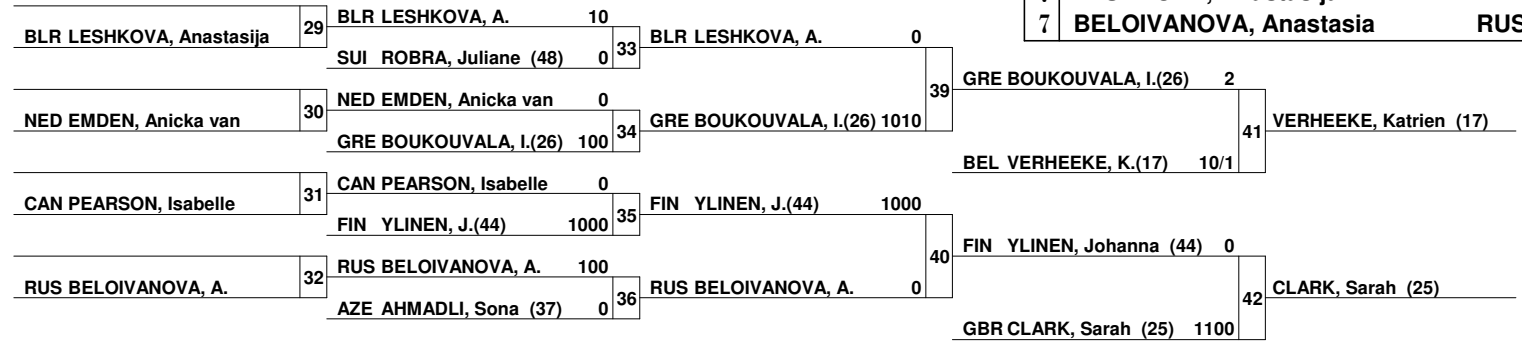 BLR LESHKOVA, Anastasija
29
BLR LESHKOVA, A. 10
SUI ROBRA, Juliane (48) 0
33
BLR LESHKOVA, A. 0
7 BELOIVANOVA, Anastasia RUS
NED EMDEN, Anicka van
30
NED EMDEN, Anicka van 0
GRE BOUKOUVALA, I.(26) 100
34
GRE BOUKOUVALA, I.(26) 1010
39
GRE BOUKOUVALA, I.(26) 2
BEL VERHEEKE, K.(17) 10/1
41
VERHEEKE, Katrien (17)
CAN PEARSON, Isabelle
31
CAN PEARSON, Isabelle 0
FIN YLINEN, J.(44) 1000
35
FIN YLINEN, J.(44) 1000
RUS BELOIVANOVA, A.
32
RUS BELOIVANOVA, A. 100
AZE AHMADLI, Sona (37) 0
36
RUS BELOIVANOVA, A. 0
40
FIN YLINEN, Johanna (44) 0
GBR CLARK, Sarah (25) 1100
42
CLARK, Sarah (25)